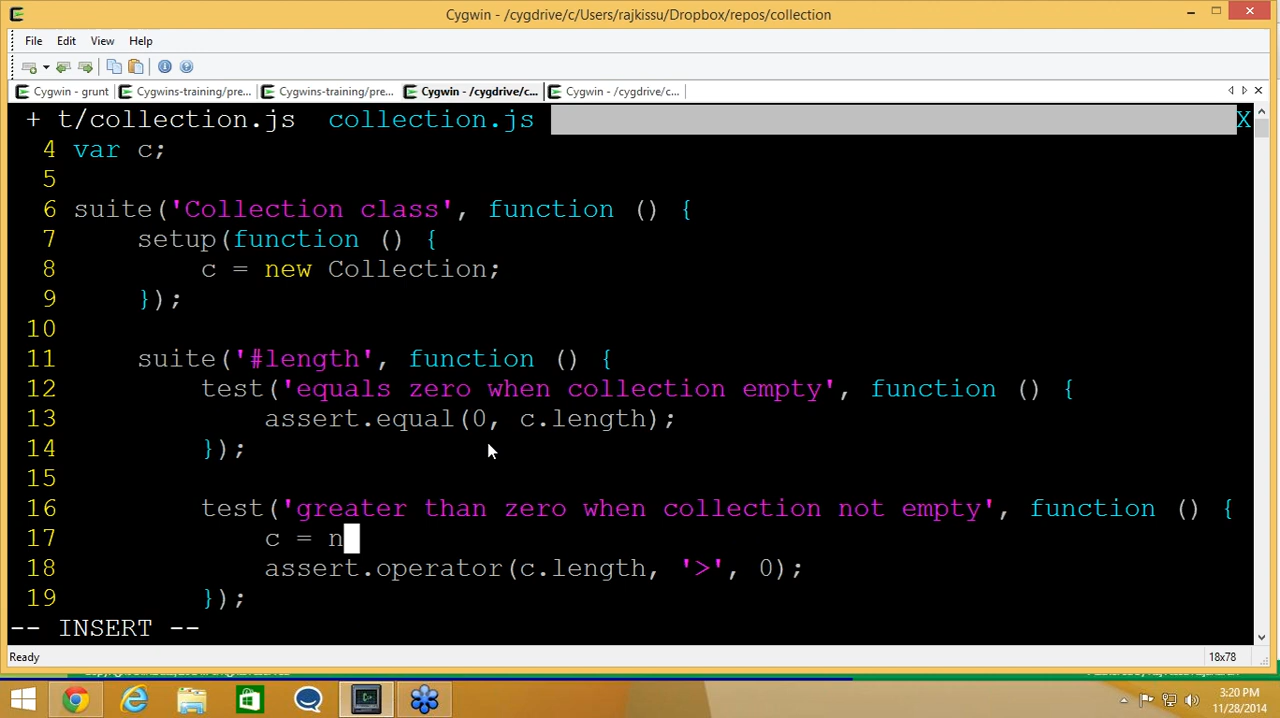 Cygwin - /cygdrive/c/Users/rajkissu/Dropbox/repos/collection
File Edit View Help
Cygwin - grunt Cygwins-training/pre... Cygwins-training/pre... Cygwin - /cygdrive/c... Cygwin - /cygdrive/c...
+ t/collection.js collection.js X
4 var c;
5
6 suite('Collection class', function () {
7 setup(function () {
8 c = new Collection;
9 });
10
11 suite('#length', function () {
12 test('equals zero when collection empty', function () {
13 assert.equal(0, c.length);
14 });
15
16 test('greater than zero when collection not empty', function () {
17 c = n
18 assert.operator(c.length, '>', 0);
19 });
-- INSERT --
Ready 18x78
3:20 PM
11/28/2014